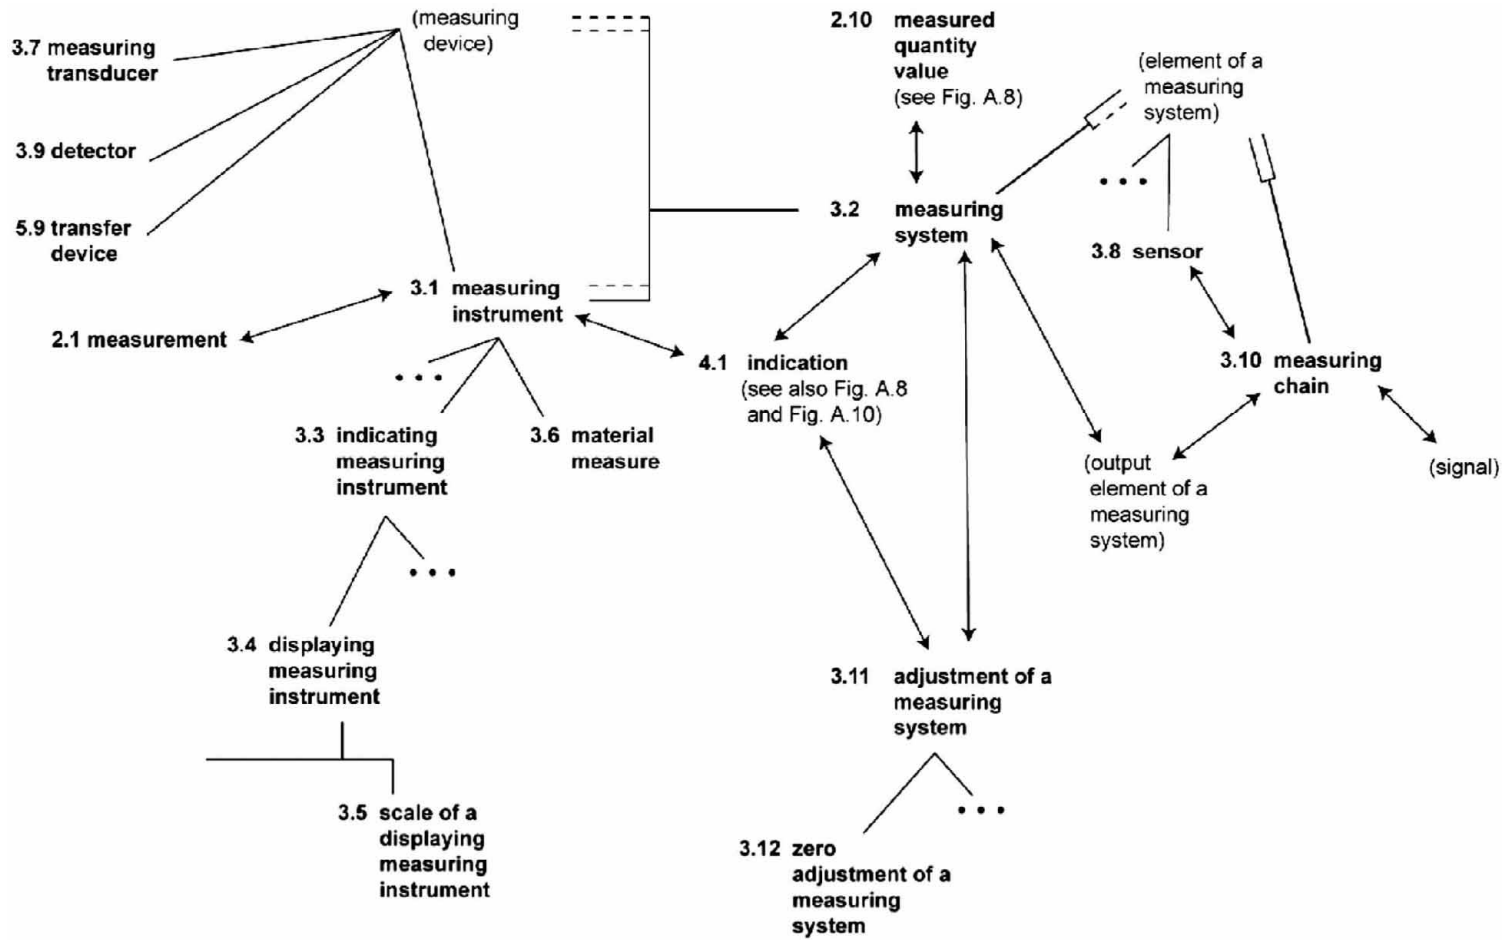 (measuring
device)
3.7 measuring
transducer
3.9 detector
5.9 transfer
device
2.10 measured
quantity
value
(see Fig. A.8)
(element of a
measuring
system)
• • •
3.2 measuring
system
3.8 sensor
3.1 measuring
instrument
2.1 measurement
• • •
4.1 indication
(see also Fig. A.8
and Fig. A.10)
3.10 measuring
chain
3.3 indicating
measuring
instrument
3.6 material
measure
(output
element of a
measuring
system)
(signal)
• • •
3.4 displaying
measuring
instrument
3.11 adjustment of a
measuring
system
• • •
3.5 scale of a
displaying
measuring
instrument
3.12 zero
adjustment of a
measuring
system